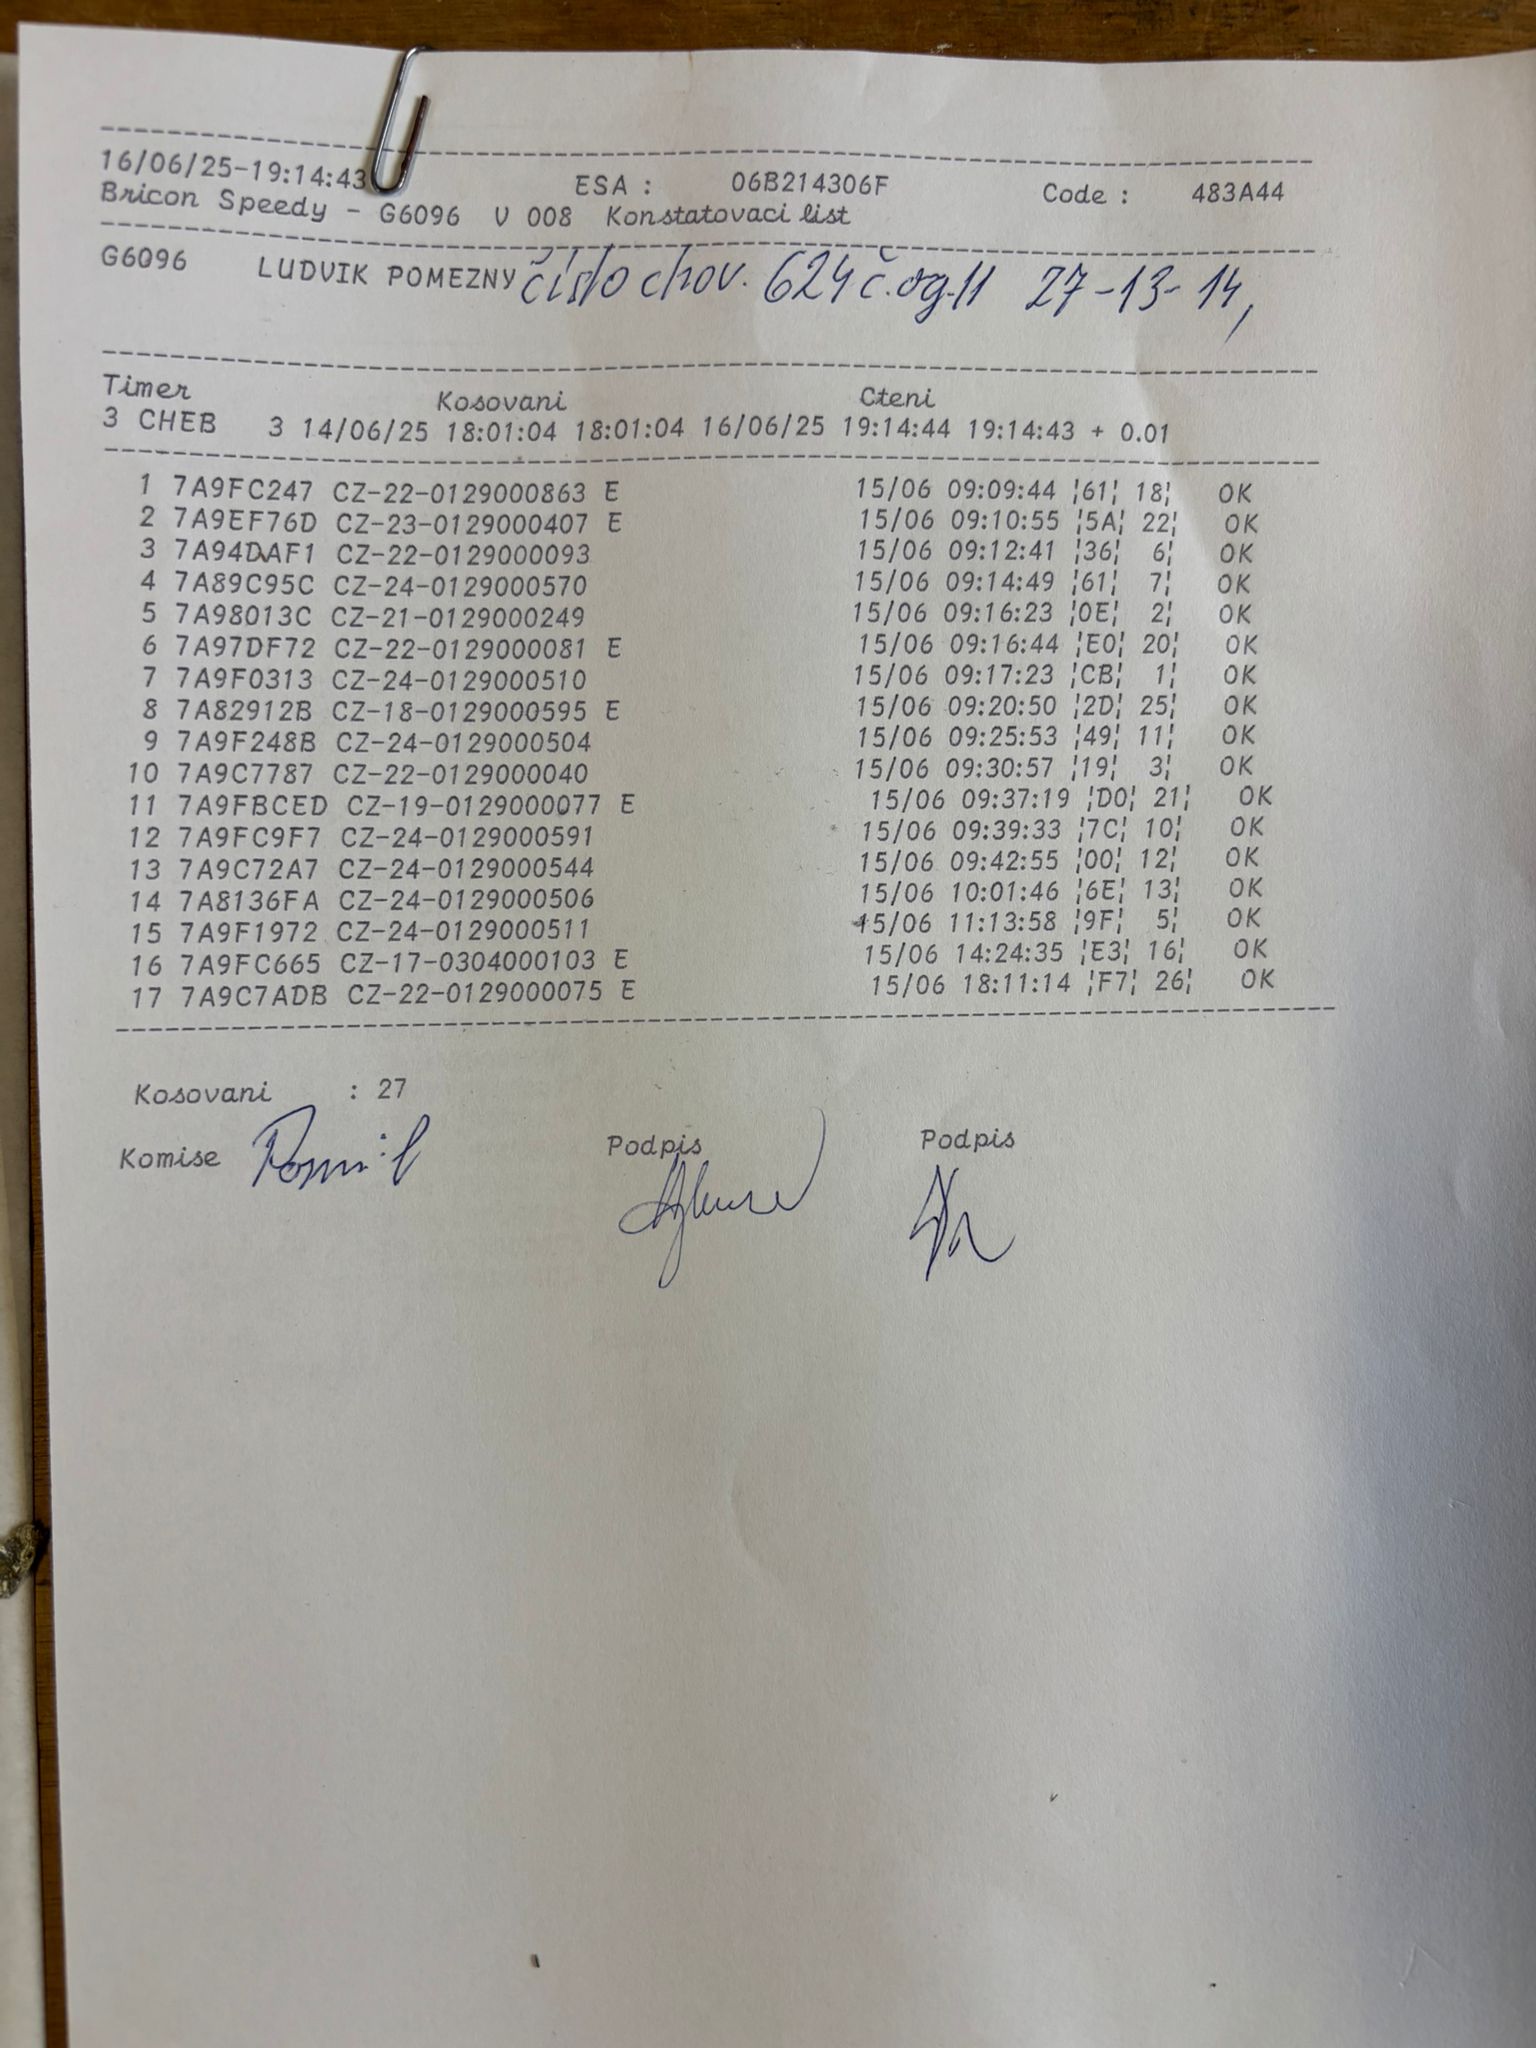 16/06/25-19:14:43 ESA : 06B214306F Code : 483A44
Bricon Speedy - G6096 V 008 Konstatovaci list
G6096 LUDVIK POMEZNY číslo chov. 624 č.og.11 27-13-14,
Timer Kosovani Cteni
3 CHEB 3 14/06/25 18:01:04 18:01:04 16/06/25 19:14:44 19:14:43 + 0.01
1 7A9FC247 CZ-22-0129000863 E 15/06 09:09:44 ¦61¦ 18¦ OK
2 7A9EF76D CZ-23-0129000407 E 15/06 09:10:55 ¦5A¦ 22¦ OK
3 7A94DAF1 CZ-22-0129000093 15/06 09:12:41 ¦36¦ 6¦ OK
4 7A89C95C CZ-24-0129000570 15/06 09:14:49 ¦61¦ 7¦ OK
5 7A98013C CZ-21-0129000249 15/06 09:16:23 ¦0E¦ 2¦ OK
6 7A97DF72 CZ-22-0129000081 E 15/06 09:16:44 ¦E0¦ 20¦ OK
7 7A9F0313 CZ-24-0129000510 15/06 09:17:23 ¦CB¦ 1¦ OK
8 7A82912B CZ-18-0129000595 E 15/06 09:20:50 ¦2D¦ 25¦ OK
9 7A9F248B CZ-24-0129000504 15/06 09:25:53 ¦49¦ 11¦ OK
10 7A9C7787 CZ-22-0129000040 15/06 09:30:57 ¦19¦ 3¦ OK
11 7A9FBCED CZ-19-0129000077 E 15/06 09:37:19 ¦D0¦ 21¦ OK
12 7A9FC9F7 CZ-24-0129000591 15/06 09:39:33 ¦7C¦ 10¦ OK
13 7A9C72A7 CZ-24-0129000544 15/06 09:42:55 ¦00¦ 12¦ OK
14 7A8136FA CZ-24-0129000506 15/06 10:01:46 ¦6E¦ 13¦ OK
15 7A9F1972 CZ-24-0129000511 15/06 11:13:58 ¦9F¦ 5¦ OK
16 7A9FC665 CZ-17-0304000103 E 15/06 14:24:35 ¦E3¦ 16¦ OK
17 7A9C7ADB CZ-22-0129000075 E 15/06 18:11:14 ¦F7¦ 26¦ OK
Kosovani : 27
Komise Podpis Podpis